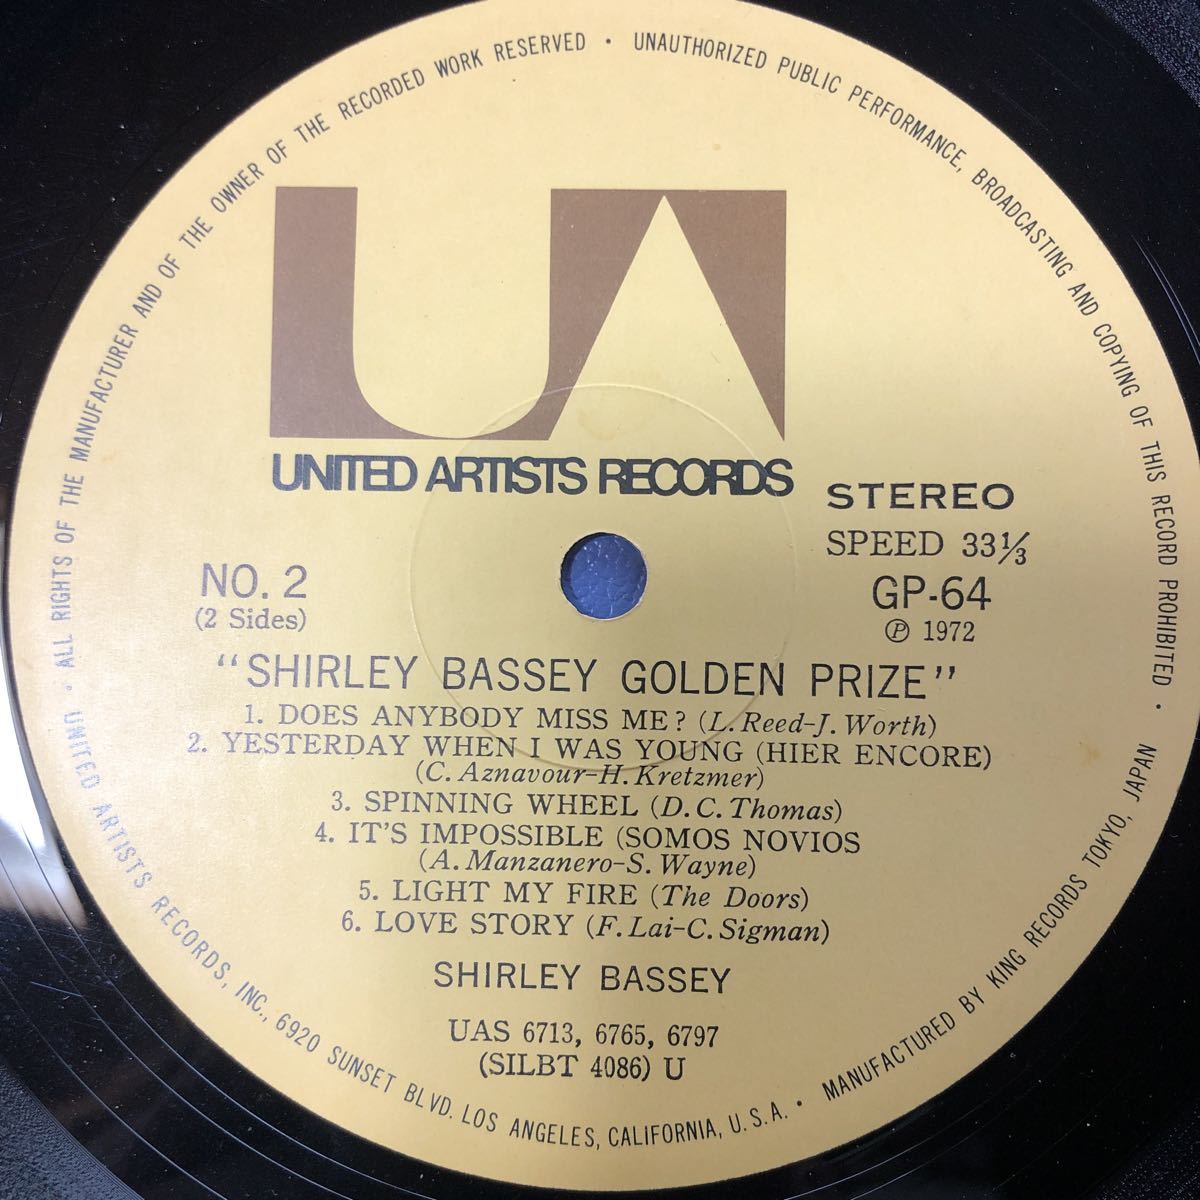 UNITED ARTISTS RECORDS
STEREO
SPEED 33⅓
GP-64
℗ 1972
NO. 2
(2 Sides)
"SHIRLEY BASSEY GOLDEN PRIZE"
1. DOES ANYBODY MISS ME? (L. Reed-J. Worth)
2. YESTERDAY WHEN I WAS YOUNG (HIER ENCORE)
(C. Aznavour-H. Kretzmer)
3. SPINNING WHEEL (D. C. Thomas)
4. IT'S IMPOSSIBLE (SOMOS NOVIOS
(A. Manzanero-S. Wayne)
5. LIGHT MY FIRE (The Doors)
6. LOVE STORY (F. Lai-C. Sigman)
SHIRLEY BASSEY
UAS 6713, 6765, 6797
(SILBT 4086) U
UNITED ARTISTS RECORDS, INC., 6920 SUNSET BLVD. LOS ANGELES, CALIFORNIA, U.S.A. • MANUFACTURED BY KING RECORDS TOKYO, JAPAN
• ALL RIGHTS OF THE MANUFACTURER AND OF THE OWNER OF THE RECORDED WORK RESERVED • UNAUTHORIZED PUBLIC PERFORMANCE, BROADCASTING AND COPYING OF THIS RECORD PROHIBITED •